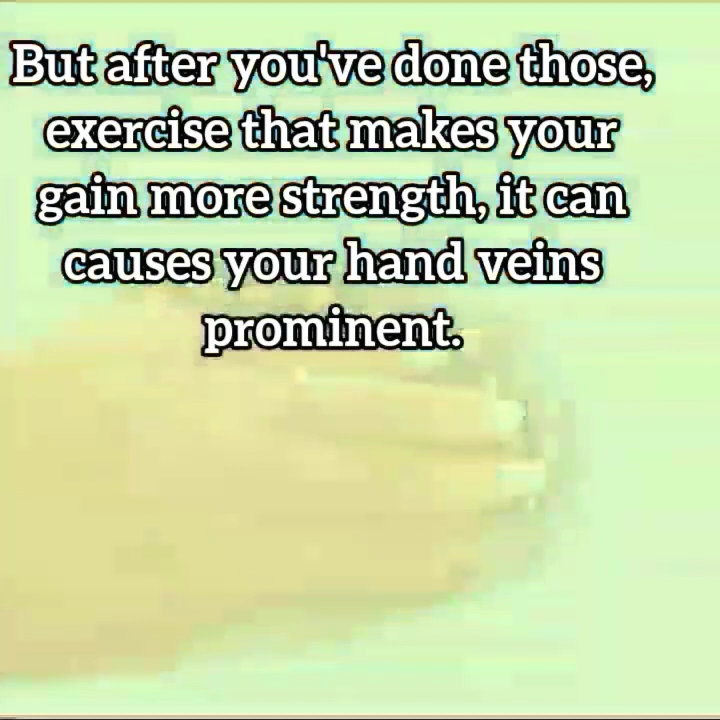 But after you've done those,
exercise that makes your
gain more strength, it can
causes your hand veins
prominent.